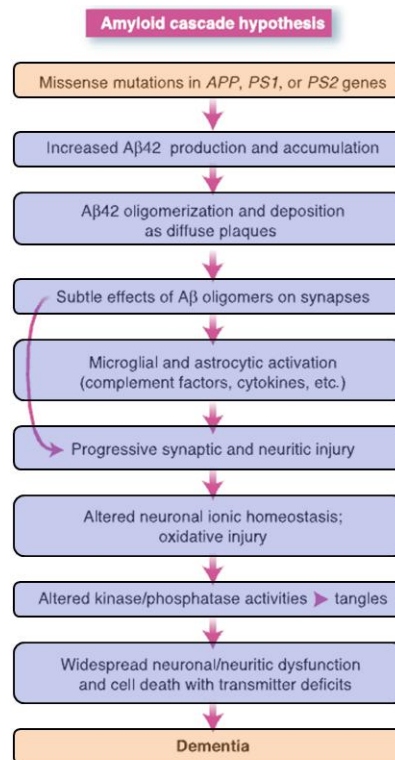 Amyloid cascade hypothesis
Missense mutations in APP, PS1, or PS2 genes
Increased Aβ42 production and accumulation
Aβ42 oligomerization and deposition
as diffuse plaques
Subtle effects of Aβ oligomers on synapses
Microglial and astrocytic activation
(complement factors, cytokines, etc.)
Progressive synaptic and neuritic injury
Altered neuronal ionic homeostasis;
oxidative injury
Altered kinase/phosphatase activities tangles
Widespread neuronal/neuritic dysfunction
and cell death with transmitter deficits
Dementia